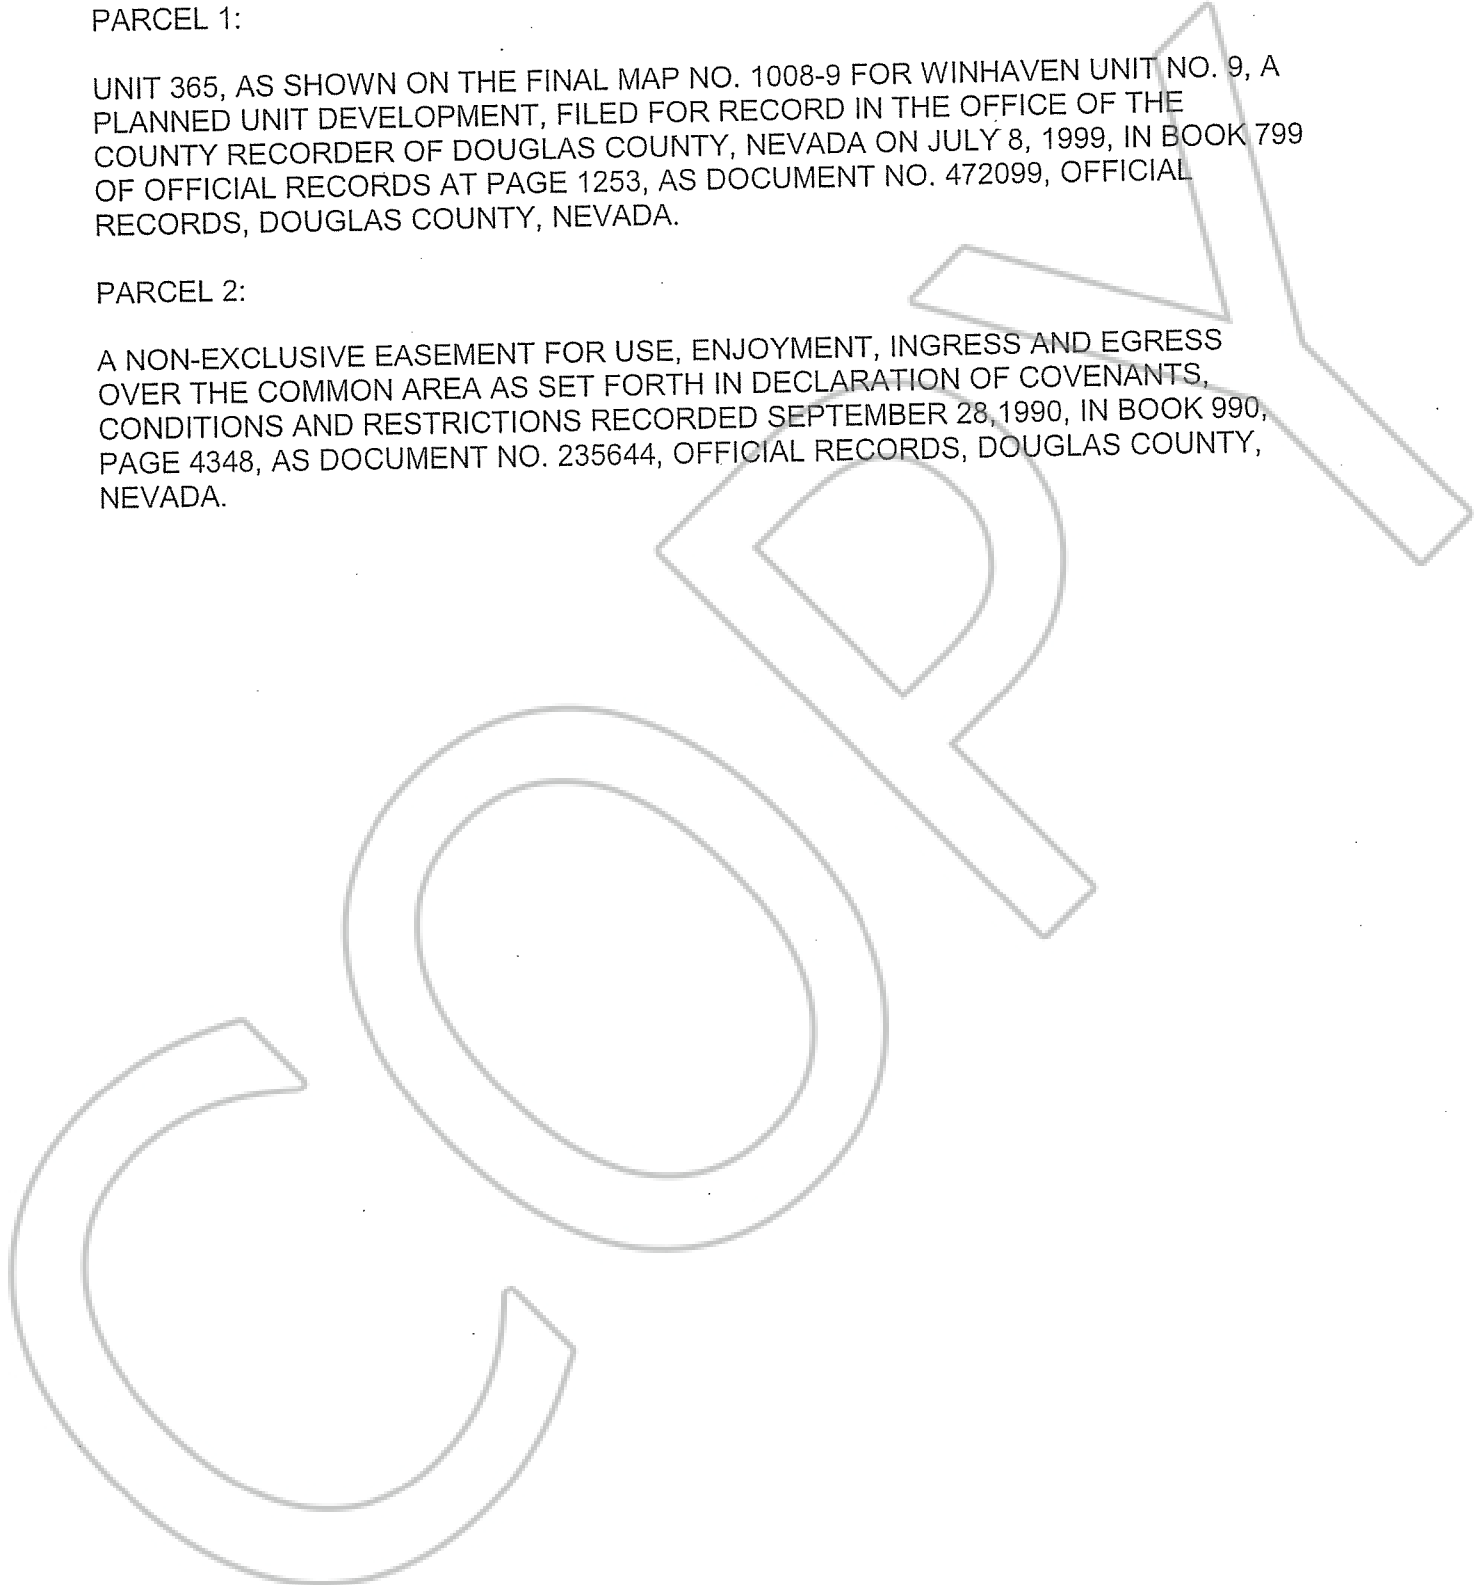 PARCEL 1:
UNIT 365, AS SHOWN ON THE FINAL MAP NO. 1008-9 FOR WINHAVEN UNIT NO. 9, A
PLANNED UNIT DEVELOPMENT, FILED FOR RECORD IN THE OFFICE OF THE
COUNTY RECORDER OF DOUGLAS COUNTY, NEVADA ON JULY 8, 1999, IN BOOK 799
OF OFFICIAL RECORDS AT PAGE 1253, AS DOCUMENT NO. 472099, OFFICIAL
RECORDS, DOUGLAS COUNTY, NEVADA.
PARCEL 2:
A NON-EXCLUSIVE EASEMENT FOR USE, ENJOYMENT, INGRESS AND EGRESS
OVER THE COMMON AREA AS SET FORTH IN DECLARATION OF COVENANTS,
CONDITIONS AND RESTRICTIONS RECORDED SEPTEMBER 28,1990, IN BOOK 990,
PAGE 4348, AS DOCUMENT NO. 235644, OFFICIAL RECORDS, DOUGLAS COUNTY,
NEVADA.
COPY